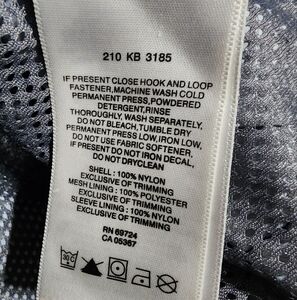 210 KB 3185
IF PRESENT CLOSE HOOK AND LOOP
FASTENER, MACHINE WASH COLD
PERMANENT PRESS, POWDERED
DETERGENT, RINSE
THOROUGHLY, WASH SEPARATELY,
DO NOT BLEACH, TUMBLE DRY
PERMANENT PRESS LOW, IRON LOW,
DO NOT USE FABRIC SOFTENER,
IF PRESENT DO NOT IRON DECAL,
DO NOT DRYCLEAN
SHELL : 100% NYLON
EXCLUSIVE OF TRIMMING
MESH LINING : 100% POLYESTER
EXCLUSIVE OF TRIMMING
SLEEVE LINING : 100% NYLON
EXCLUSIVE OF TRIMMING
RN 69724
CA 05367
30°C